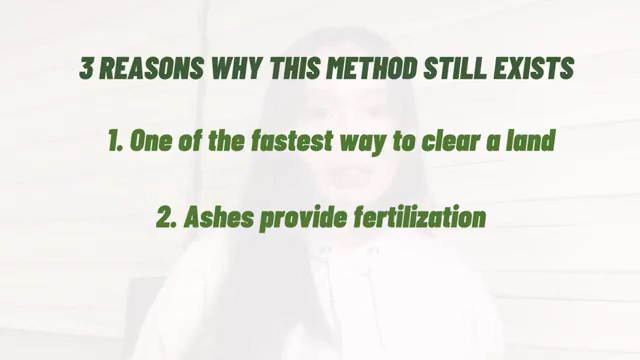 3 REASONS WHY THIS METHOD STILL EXISTS
1. One of the fastest way to clear a land
2. Ashes provide fertilization